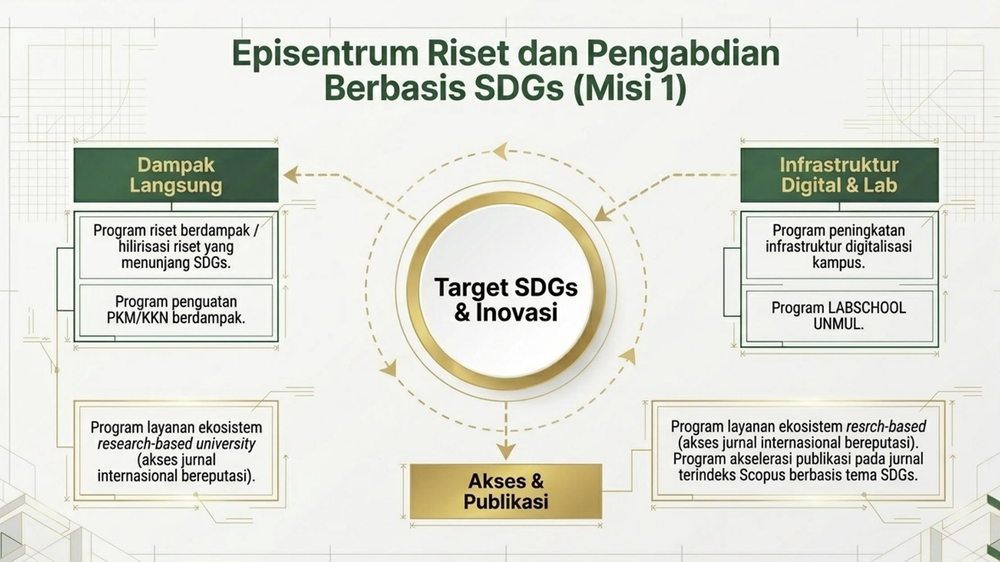 Episentrum Riset dan Pengabdian
Berbasis SDGs (Misi 1)
Dampak
Langsung
Program riset berdampak /
hilirisasi riset yang
menunjang SDGs.
Program penguatan
PKM/KKN berdampak.
Program layanan ekosistem
research-based university
(akses jurnal
internasional bereputasi).
Target SDGs
& Inovasi
Akses &
Publikasi
Infrastruktur
Digital & Lab
Program peningkatan
infrastruktur digitalisasi
kampus.
Program LABSCHOOL
UNMUL.
Program layanan ekosistem resrch-based
(akses jurnal internasional bereputasi).
Program akselerasi publikasi pada jurnal
terindeks Scopus berbasis tema SDGs.